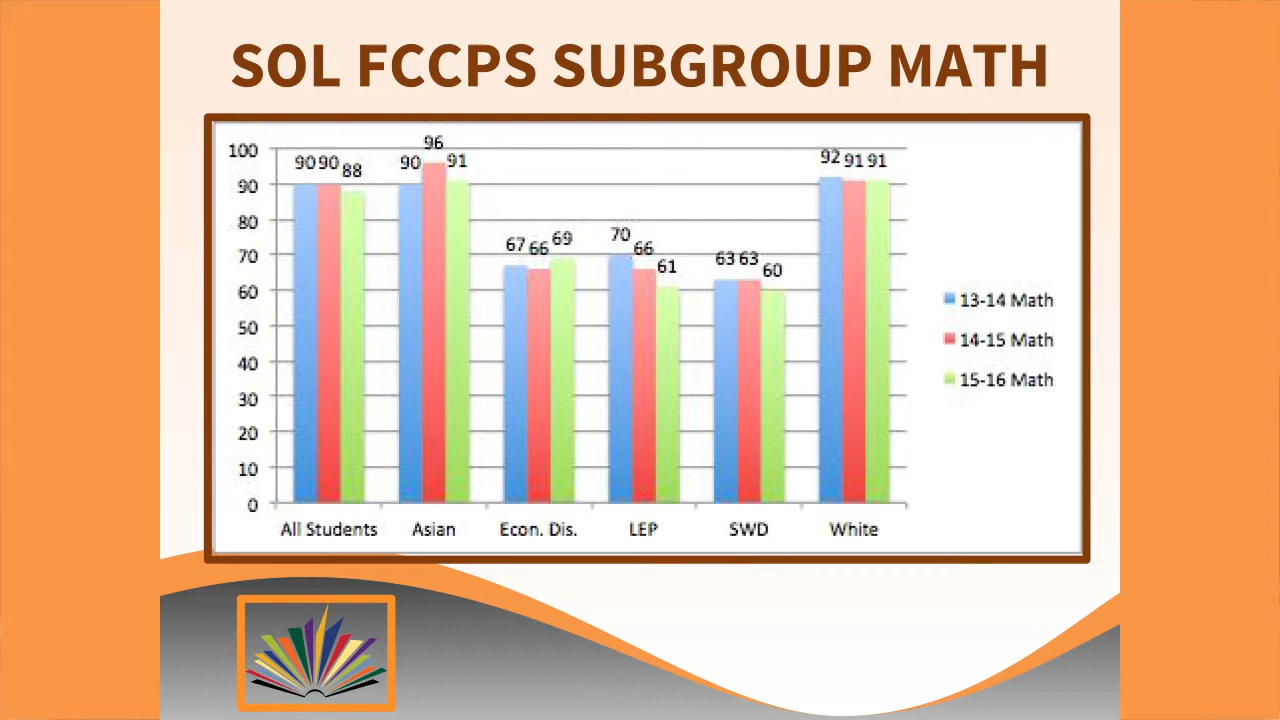 SOL FCCPS SUBGROUP MATH
100
90
80
70
60
50
40
30
20
10
0
90 90 88
90 96 91
67 66 69
70 66 61
63 63 60
92 91 91
All Students Asian Econ. Dis. LEP SWD White
13-14 Math
14-15 Math
15-16 Math